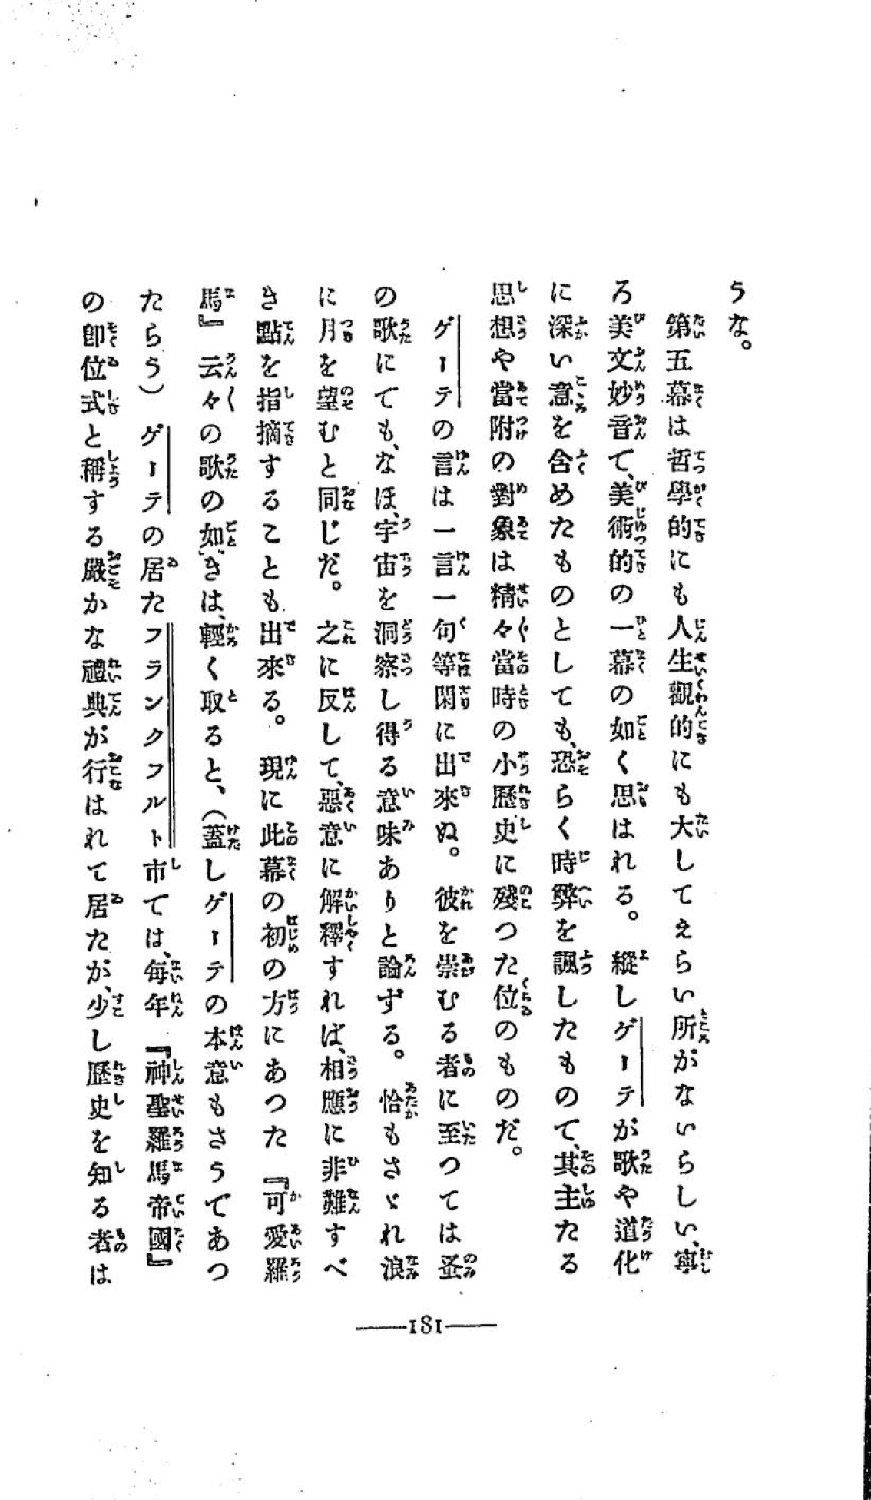 うな。
第五幕は哲學的にも人生觀的にも大してえらい所がないらしい、寧
ろ美文妙音て、美術的の一幕の如く思はれる。縱しゲーテが歌や道化
に深い意を含めたものとしても、恐らく時弊を諷したものて、其主たる
思想や當附の對象は精々當時の小歷史に殘つた位のものだ。
ゲーテの言は一言一句等閑に出來ぬ。彼を崇むる者に至つては蚤
の歌にても、なほ、宇宙を洞察し得る意味ありと論ずる。恰もさゞれ浪
に月を望むと同じだ。之に反して、惡意に解釋すれば、相應に非難すべ
き點を指摘することも出來る。現に此幕の初の方にあつた『可愛羅
馬』云々の歌の如きは、輕く取ると、（蓋しゲーテの本意もさうであつ
たらう）ゲーテの居たフランクフルト市ては、每年『神聖羅馬帝國』
の卽位式と稱する嚴かな禮典が行はれて居たが、少し歷史を知る者は
181